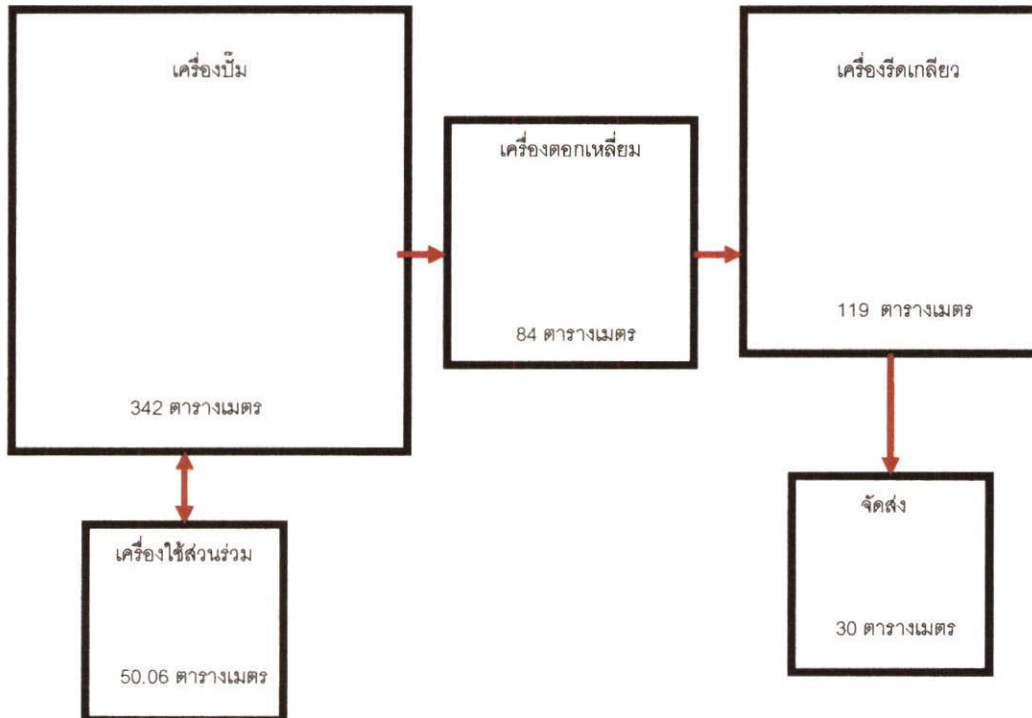 เครื่องปั๊ม
342 ตารางเมตร
เครื่องตอกเหลี่ยม
84 ตารางเมตร
เครื่องรีดเกลียว
119 ตารางเมตร
เครื่องใช้ส่วนร่วม
50.06 ตารางเมตร
จัดส่ง
30 ตารางเมตร